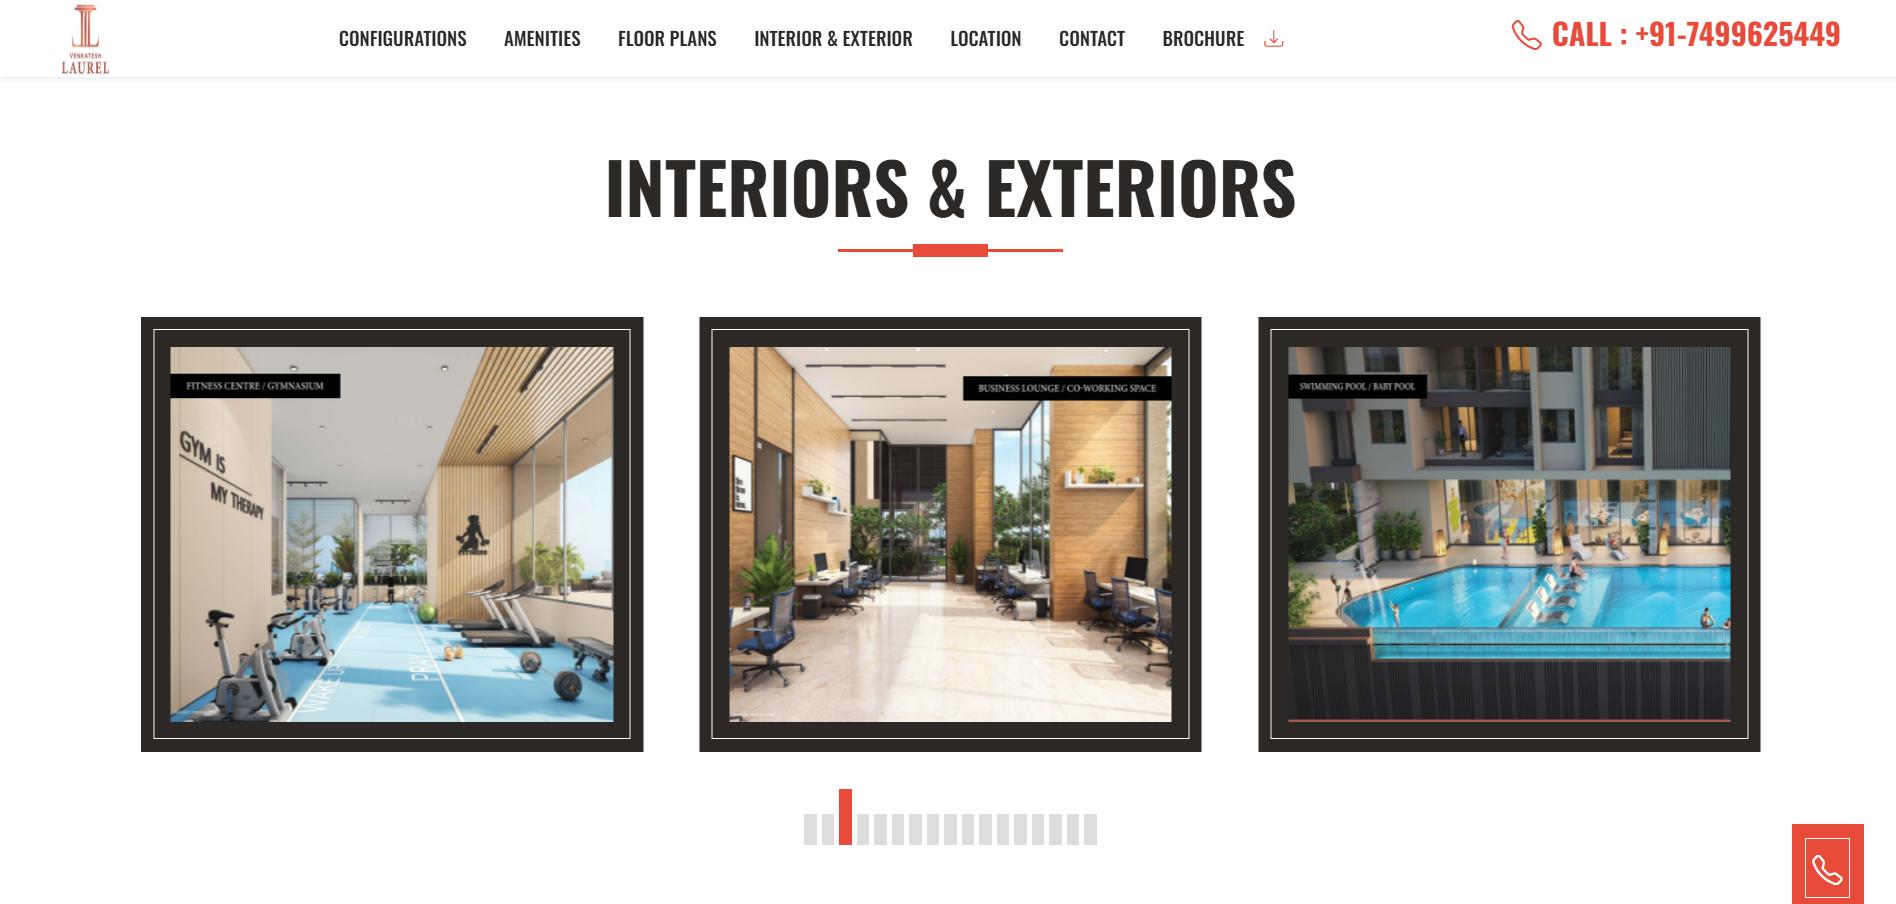 VENKATESH
LAUREL
CONFIGURATIONS
AMENITIES
FLOOR PLANS
INTERIOR & EXTERIOR
LOCATION
CONTACT
BROCHURE
CALL : +91-7499625449
INTERIORS & EXTERIORS
FITNESS CENTRE / GYMNASIUM
GYM IS
MY THERAPY
FITNESS
WAKE UP
PRAY
BUSINESS LOUNGE / CO-WORKING SPACE
SWIMMING POOL / BABY POOL